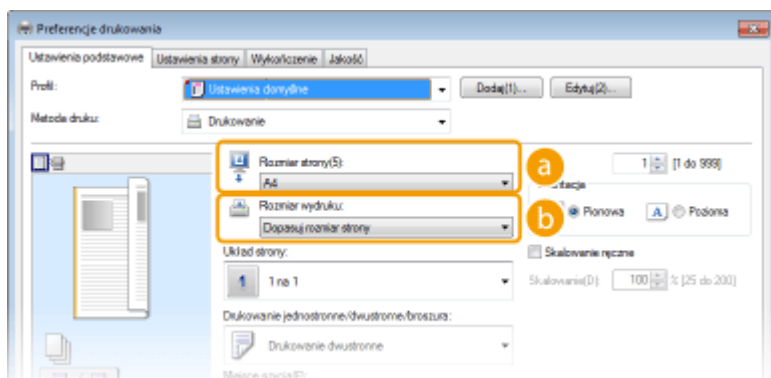 Preferencje drukowania
Ustawienia podstawowe Ustawienia strony Wykończenie Jakość
Profil: Ustawienia domyślne Dodaj(1)... Edytuj(2)...
Metoda druku: Drukowanie
Rozmiar strony(5): a 1 [1 do 999]
A4
Rozmiar wydruku: b Pionowa A Pozioma
Dopasuj rozmiar strony
Układ strony: Skalowanie ręczne
1 1 na 1 Skalowanie(D): 100 % [25 do 200]
Drukowanie jednostronne/dwustronne/broszura:
Drukowanie dwustronne